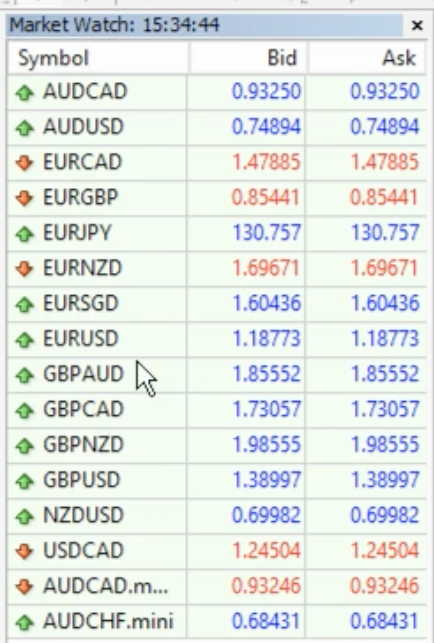 Market Watch: 15:34:44
Symbol Bid Ask
AUDCAD 0.93250 0.93250
AUDUSD 0.74894 0.74894
EURCAD 1.47885 1.47885
EURGBP 0.85441 0.85441
EURJPY 130.757 130.757
EURNZD 1.69671 1.69671
EURSGD 1.60436 1.60436
EURUSD 1.18773 1.18773
GBPAUD 1.85552 1.85552
GBPCAD 1.73057 1.73057
GBPNZD 1.98555 1.98555
GBPUSD 1.38997 1.38997
NZDUSD 0.69982 0.69982
USDCAD 1.24504 1.24504
AUDCAD.m... 0.93246 0.93246
AUDCHF.mini 0.68431 0.68431